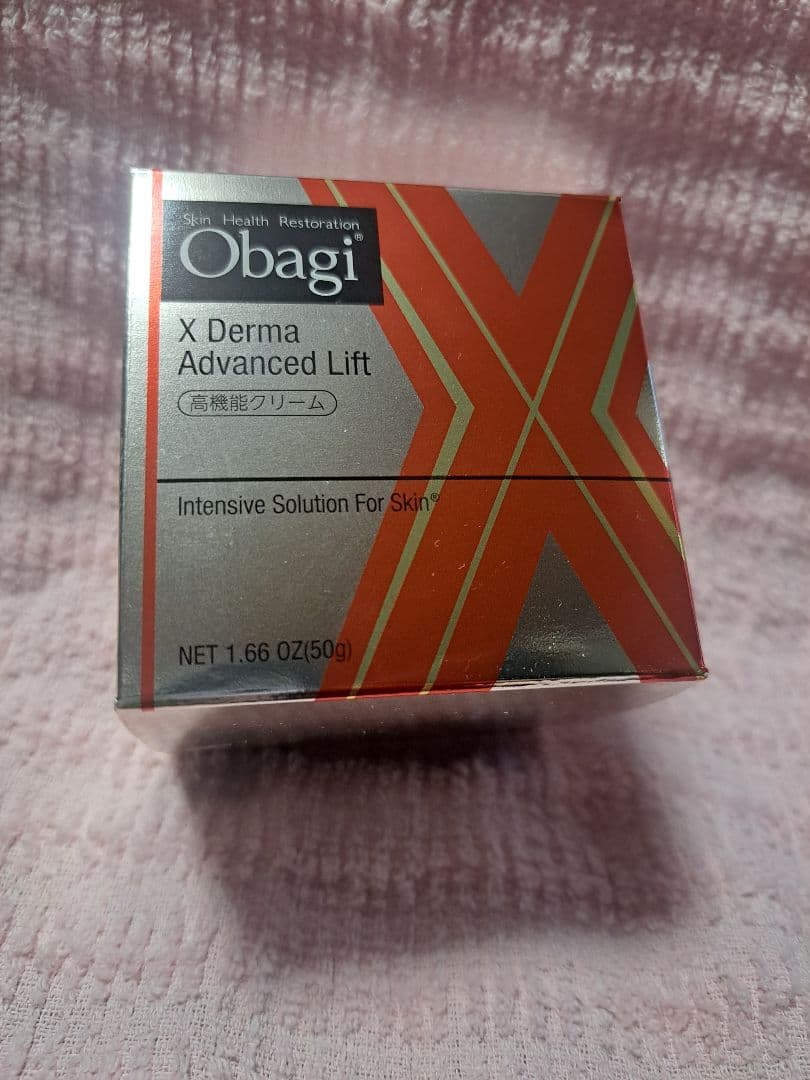 Skin Health Restoration
Obagi®
X Derma
Advanced Lift
高機能クリーム
Intensive Solution For Skin®
NET 1.66 OZ(50g)